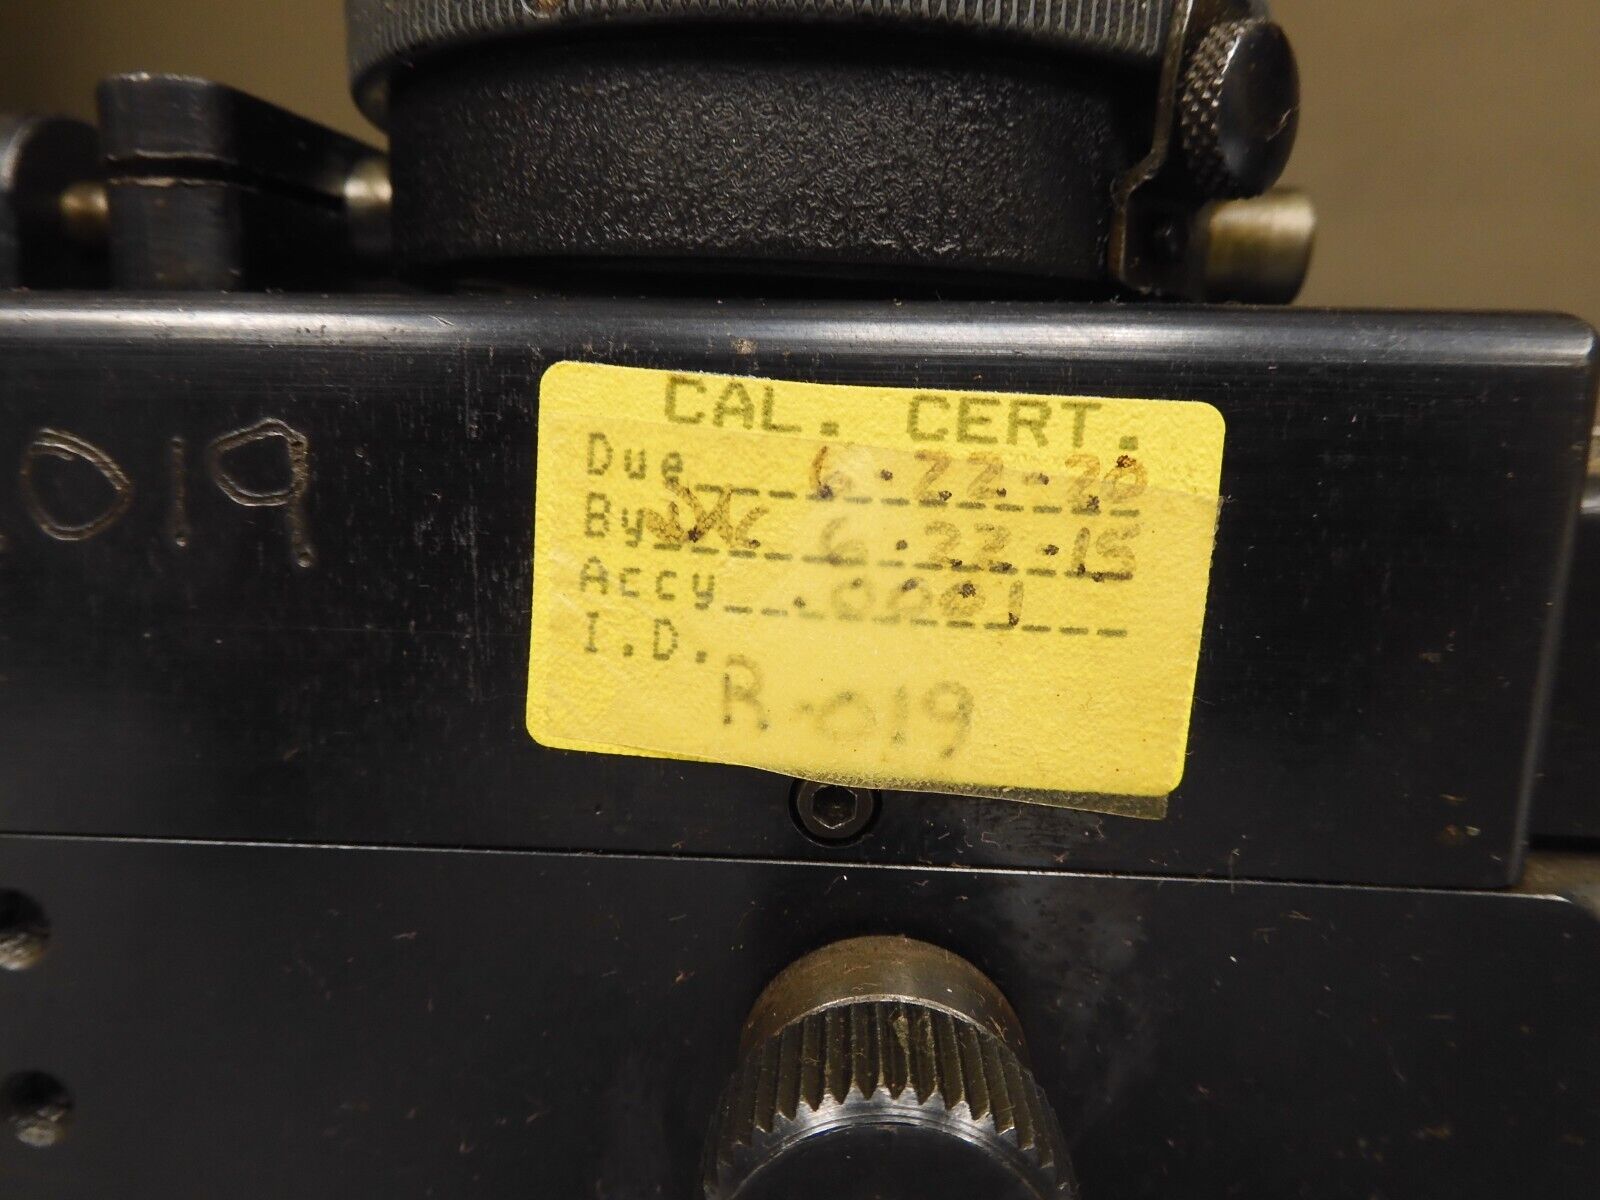 CAL. CERT.
Due 6.22-20
By 6.22-15
Accy .0001
I.D.
R-019
019